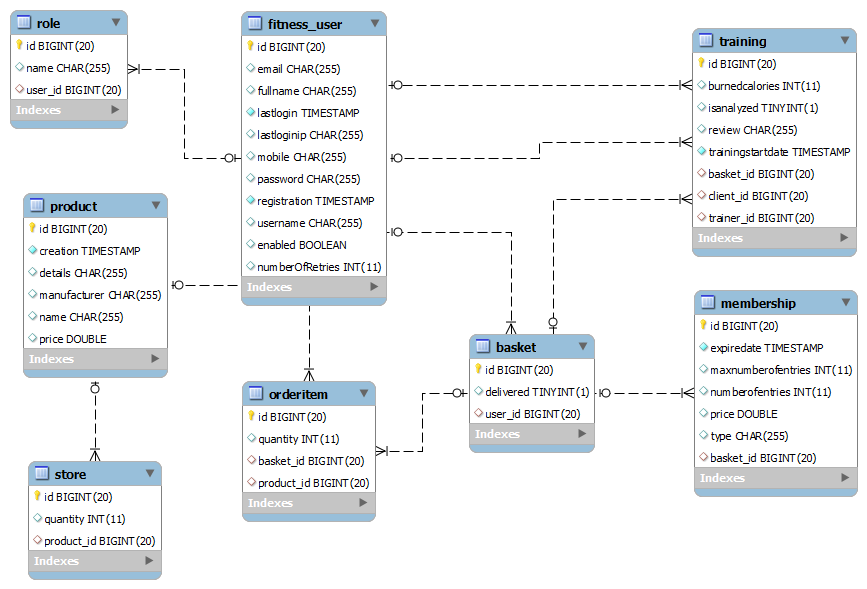 role
id BIGINT(20)
name CHAR(255)
user_id BIGINT(20)
Indexes
fitness_user
id BIGINT(20)
email CHAR(255)
fullname CHAR(255)
lastlogin TIMESTAMP
lastloginip CHAR(255)
mobile CHAR(255)
password CHAR(255)
registration TIMESTAMP
username CHAR(255)
enabled BOOLEAN
numberOfRetries INT(11)
Indexes
training
id BIGINT(20)
burnedcalories INT(11)
isanalyzed TINYINT(1)
review CHAR(255)
trainingstartdate TIMESTAMP
basket_id BIGINT(20)
client_id BIGINT(20)
trainer_id BIGINT(20)
Indexes
product
id BIGINT(20)
creation TIMESTAMP
details CHAR(255)
manufacturer CHAR(255)
name CHAR(255)
price DOUBLE
Indexes
membership
id BIGINT(20)
expiredate TIMESTAMP
maxnumberofentries INT(11)
numberofentries INT(11)
price DOUBLE
type CHAR(255)
basket_id BIGINT(20)
Indexes
basket
id BIGINT(20)
delivered TINYINT(1)
user_id BIGINT(20)
Indexes
orderitem
id BIGINT(20)
quantity INT(11)
basket_id BIGINT(20)
product_id BIGINT(20)
Indexes
store
id BIGINT(20)
quantity INT(11)
product_id BIGINT(20)
Indexes